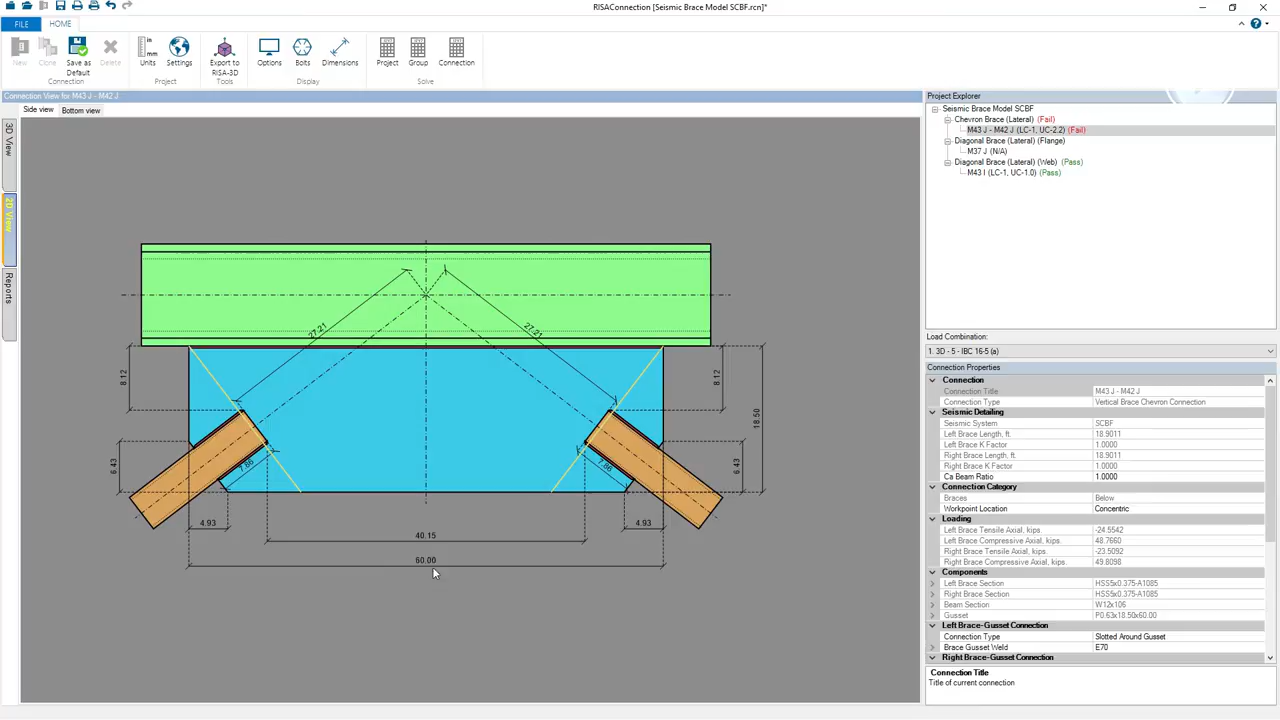 RISAConnection [Seismic Brace Model SCBF.rcn]*
FILE
HOME
New
Clone
Save as Default
Delete
Connection
in
mm
Units
Settings
Project
Export to RISA-3D
Tools
Options
Bolts
Dimensions
Display
Project
Group
Connection
Solve
Connection View for M43 J - M42 J
Side view
Bottom view
3D View
2D View
Reports
27.21
27.21
8.12
8.12
18.50
6.43
6.43
7.86
7.86
4.93
4.93
40.15
60.00
Project Explorer
Seismic Brace Model SCBF
Chevron Brace (Lateral) (Fail)
M43 J - M42 J (LC-1, UC-2.2) (Fail)
Diagonal Brace (Lateral) (Flange)
M37 J (N/A)
Diagonal Brace (Lateral) (Web) (Pass)
M43 I (LC-1, UC-1.0) (Pass)
Load Combination:
1. 3D - 5 - IBC 16-5 (a)
Connection Properties
Connection
Connection Title M43 J - M42 J
Connection Type Vertical Brace Chevron Connection
Seismic Detailing
Seismic System SCBF
Left Brace Length, ft. 18.9011
Left Brace K Factor 1.0000
Right Brace Length, ft. 18.9011
Right Brace K Factor 1.0000
Ca Beam Ratio 1.0000
Connection Category
Braces Below
Workpoint Location Concentric
Loading
Left Brace Tensile Axial, kips. -24.5542
Left Brace Compressive Axial, kips. 48.7660
Right Brace Tensile Axial, kips. -23.5092
Right Brace Compressive Axial, kips. 49.8098
Components
Left Brace Section HSS5x0.375-A1085
Right Brace Section HSS5x0.375-A1085
Beam Section W12x106
Gusset P0.63x18.50x60.00
Left Brace-Gusset Connection
Connection Type Slotted Around Gusset
Brace Gusset Weld E70
Right Brace-Gusset Connection
Connection Title
Title of current connection